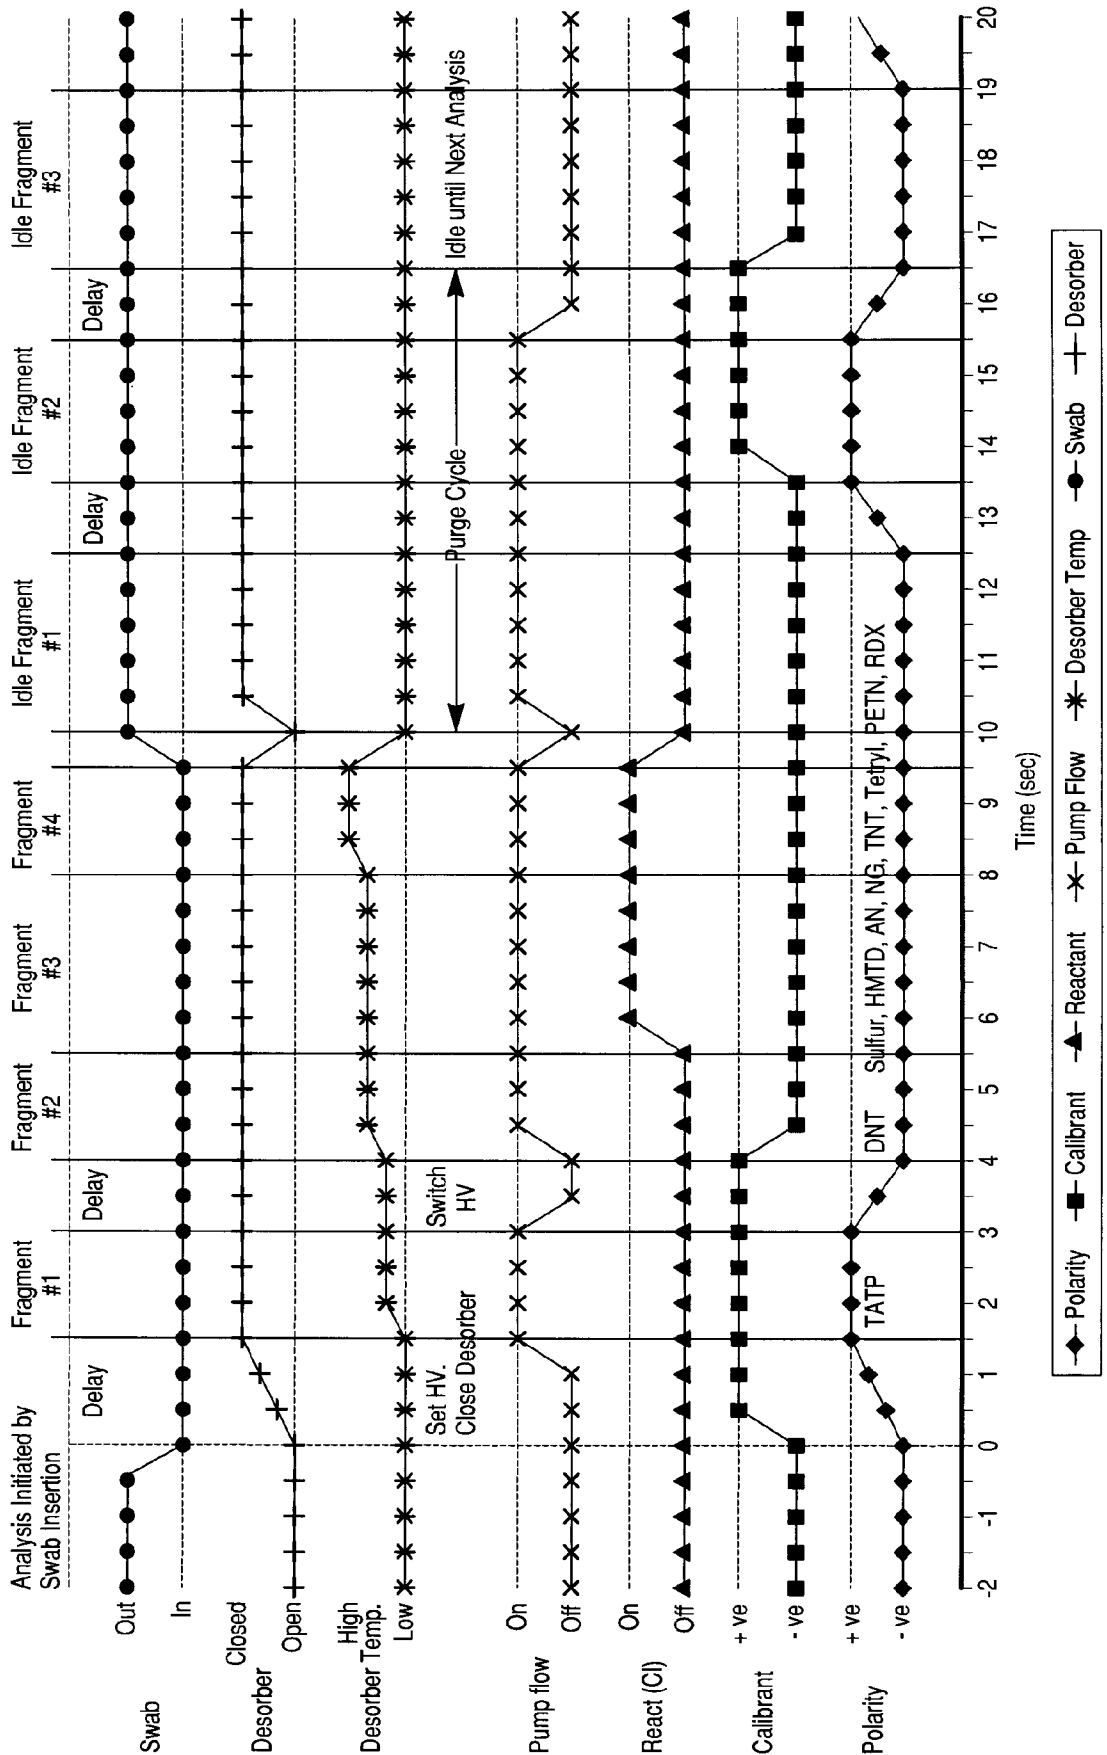 Analysis Initiated by
Swab Insertion
Delay
Fragment
#1
Delay
Fragment
#2
Fragment
#3
Fragment
#4
Idle Fragment
#1
Delay
Idle Fragment
#2
Delay
Idle Fragment
#3
Swab
Out
In
Desorber
Closed
Open
Desorber Temp.
High
Low
Set HV.
Close Desorber
Switch
HV
Purge Cycle
Idle until Next Analysis
Pump flow
On
Off
React (Cl)
On
Off
Calibrant
+ ve
- ve
Polarity
+ ve
- ve
TATP
DNT
Sulfur, HMTD, AN, NG, TNT, Tetryl, PETN, RDX
-2 -1 0 1 2 3 4 5 6 7 8 9 10 11 12 13 14 15 16 17 18 19 20
Time (sec)
Polarity Calibrant Reactant Pump Flow Desorber Temp Swab Desorber